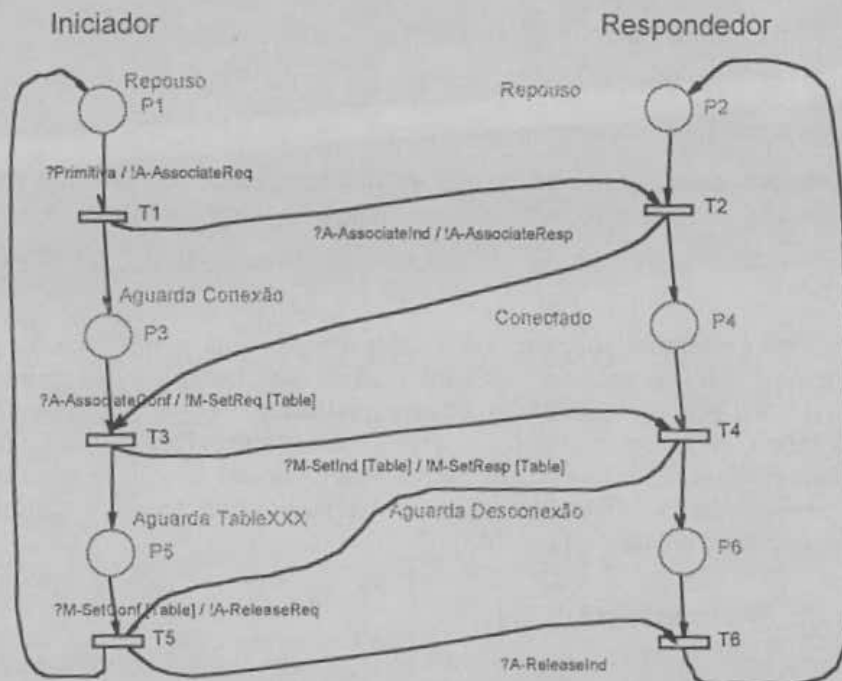 Iniciador Respondedor
Repouso
P1
Repouso
P2
?Primitiva / !A-AssociateReq
T1
T2
?A-AssociateInd / !A-AssociateResp
Aguarda Conexão
Conectado
P3
P4
?A-AssociateConf / !M-SetReq [Table]
T3
T4
?M-SetInd [Table] / !M-SetResp [Table]
Aguarda TableXXX
Aguarda Desconexão
P5
P6
?M-SetConf [Table] / !A-ReleaseReq
T5
T6
?A-ReleaseInd